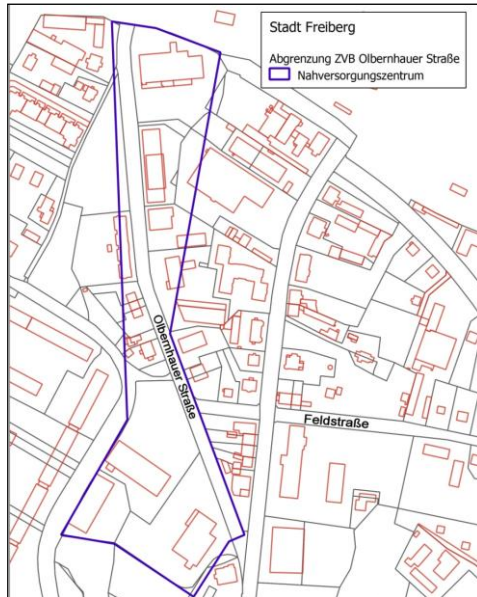 Stadt Freiberg
Abgrenzung ZVB Olbernhauer Straße
Nahversorgungszentrum
Olbernhauer Straße
Feldstraße